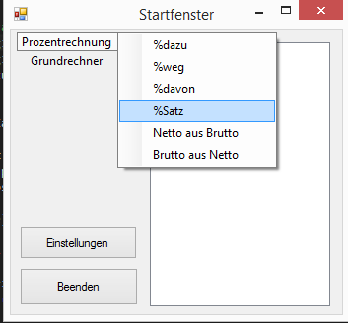 Startfenster
Prozentrechnung
Grundrechner
%dazu
%weg
%davon
%Satz
Netto aus Brutto
Brutto aus Netto
Einstellungen
Beenden